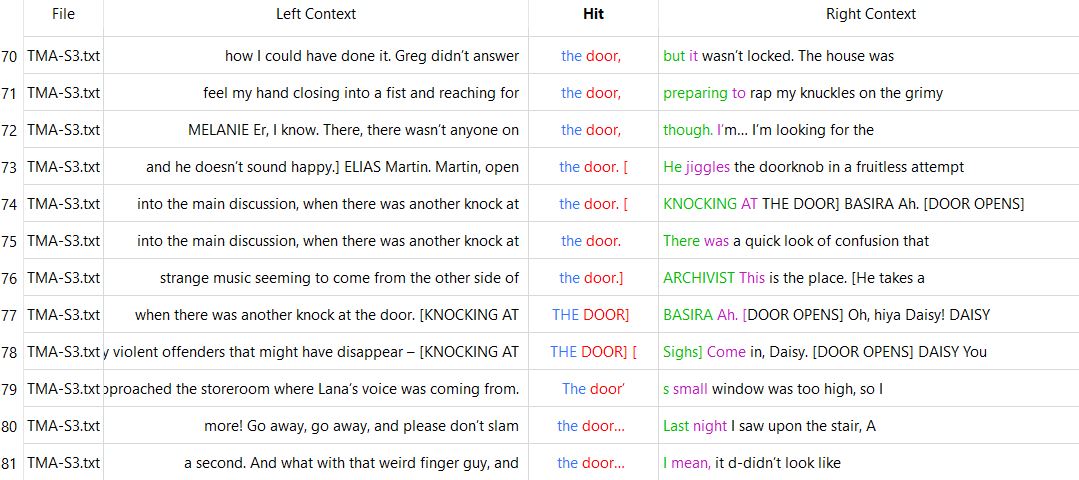 File Left Context Hit Right Context
70 TMA-S3.txt how I could have done it. Greg didn’t answer the door, but it wasn’t locked. The house was
71 TMA-S3.txt feel my hand closing into a fist and reaching for the door, preparing to rap my knuckles on the grimy
72 TMA-S3.txt MELANIE Er, I know. There, there wasn’t anyone on the door, though. I’m… I’m looking for the
73 TMA-S3.txt and he doesn’t sound happy.] ELIAS Martin. Martin, open the door. [ He jiggles the doorknob in a fruitless attempt
74 TMA-S3.txt into the main discussion, when there was another knock at the door. [ KNOCKING AT THE DOOR] BASIRA Ah. [DOOR OPENS]
75 TMA-S3.txt into the main discussion, when there was another knock at the door. There was a quick look of confusion that
76 TMA-S3.txt strange music seeming to come from the other side of the door.] ARCHIVIST This is the place. [He takes a
77 TMA-S3.txt when there was another knock at the door. [KNOCKING AT THE DOOR] BASIRA Ah. [DOOR OPENS] Oh, hiya Daisy! DAISY
78 TMA-S3.txt y violent offenders that might have disappear – [KNOCKING AT THE DOOR] [ Sighs] Come in, Daisy. [DOOR OPENS] DAISY You
79 TMA-S3.txt pproached the storeroom where Lana’s voice was coming from. The door’ s small window was too high, so I
80 TMA-S3.txt more! Go away, go away, and please don’t slam the door… Last night I saw upon the stair, A
81 TMA-S3.txt a second. And what with that weird finger guy, and the door… I mean, it d-didn’t look like